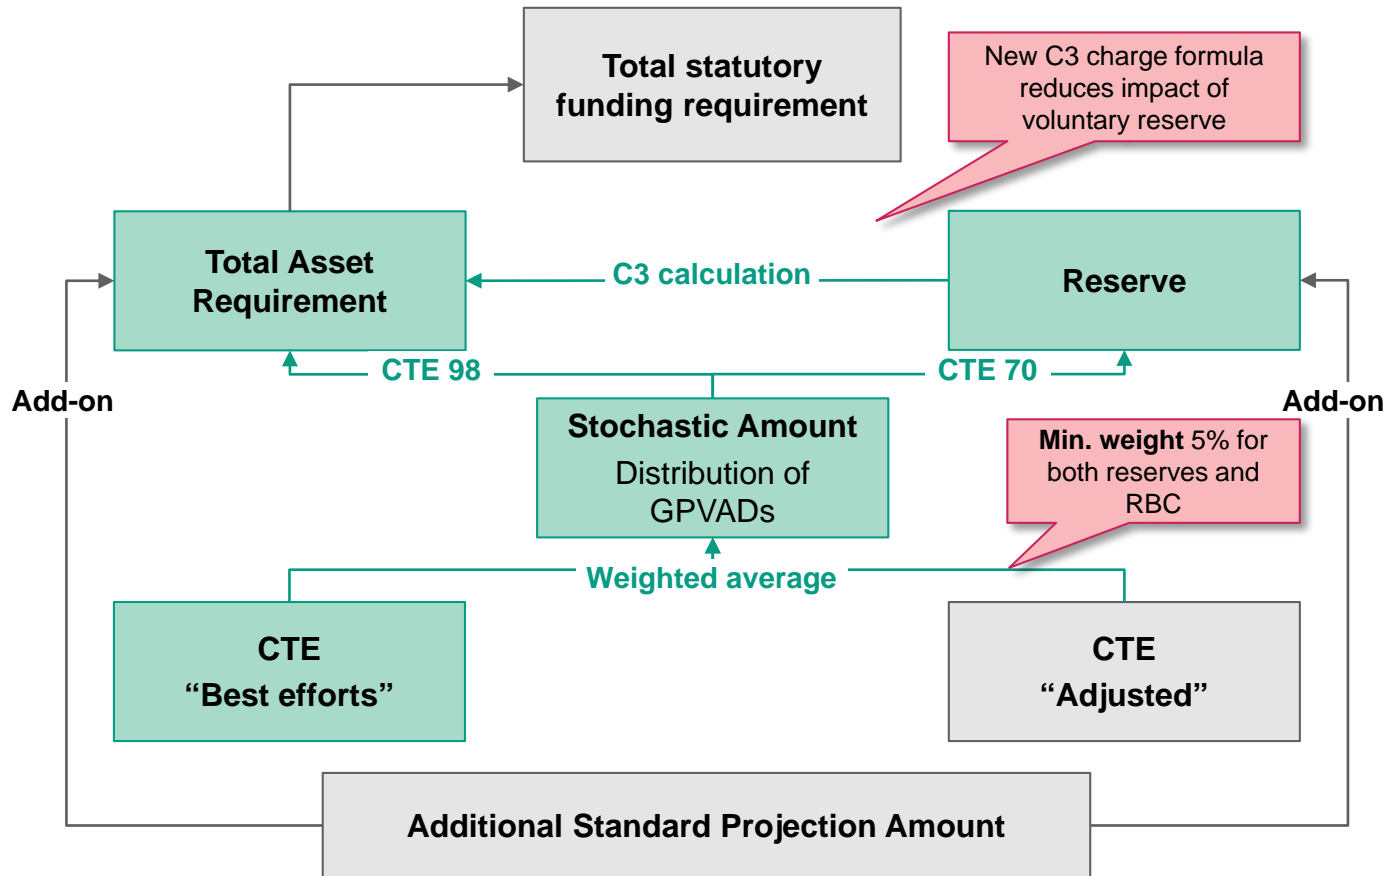 Total statutory
funding requirement
New C3 charge formula
reduces impact of
voluntary reserve
Total Asset
Requirement
C3 calculation
Reserve
CTE 98
CTE 70
Add-on
Add-on
Stochastic Amount
Distribution of
GPVADs
Min. weight 5% for
both reserves and
RBC
Weighted average
CTE
“Best efforts”
CTE
“Adjusted”
Additional Standard Projection Amount